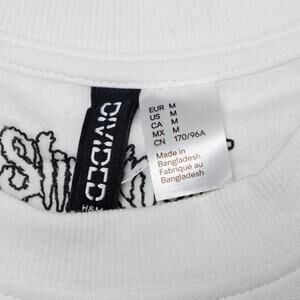 DIVIDED
H&M
EUR M
US M
CA M
MX M
CN 170/96A
Made in
Bangladesh
Fabriqué au
Bangladesh